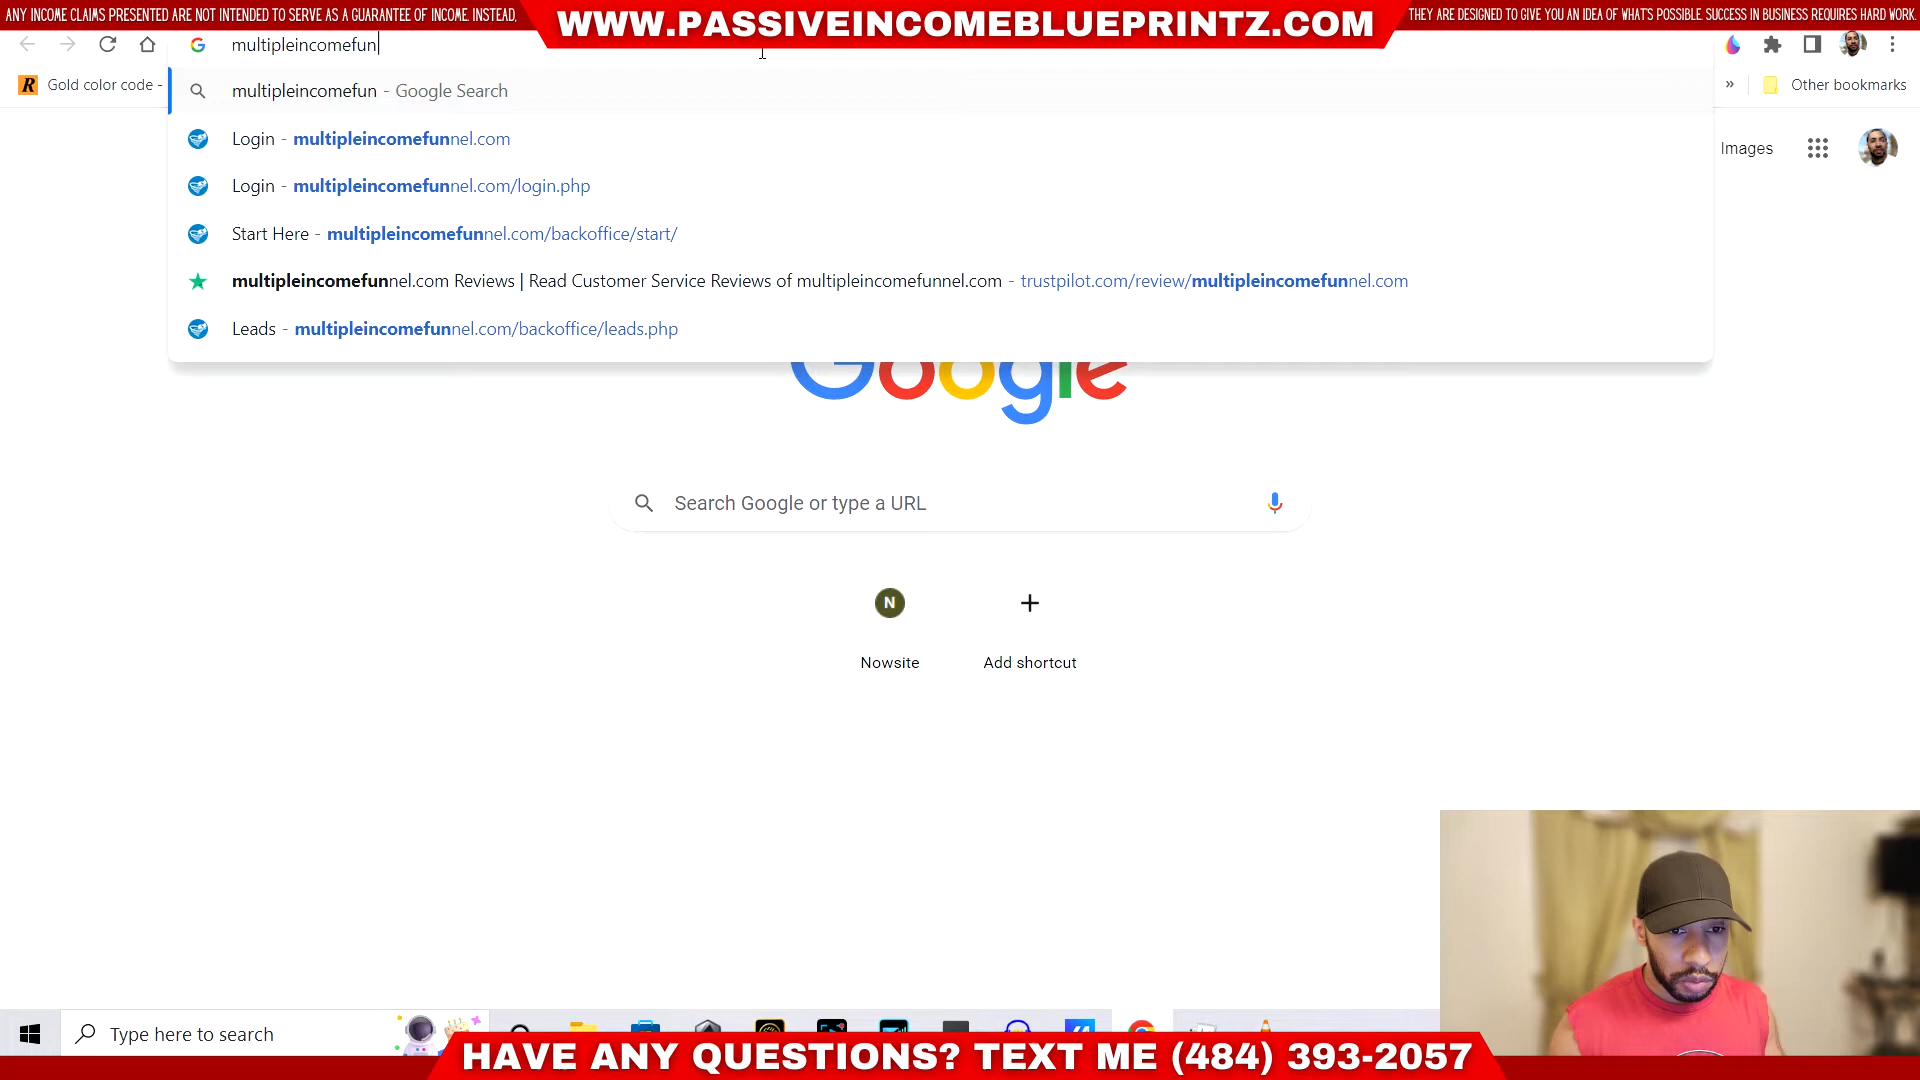 ANY INCOME CLAIMS PRESENTED ARE NOT INTENDED TO SERVE AS A GUARANTEE OF INCOME. INSTEAD,
WWW.PASSIVEINCOMEBLUEPRINTZ.COM
THEY ARE DESIGNED TO GIVE YOU AN IDEA OF WHAT'S POSSIBLE. SUCCESS IN BUSINESS REQUIRES HARD WORK.
multipleincomefun
Gold color code -
multipleincomefun - Google Search
» Other bookmarks
Login - multipleincomefunnel.com
Images
Login - multipleincomefunnel.com/login.php
Start Here - multipleincomefunnel.com/backoffice/start/
multipleincomefunnel.com Reviews | Read Customer Service Reviews of multipleincomefunnel.com - trustpilot.com/review/multipleincomefunnel.com
Leads - multipleincomefunnel.com/backoffice/leads.php
Google
Search Google or type a URL
N
Nowsite
Add shortcut
Type here to search
HAVE ANY QUESTIONS? TEXT ME (484) 393-2057